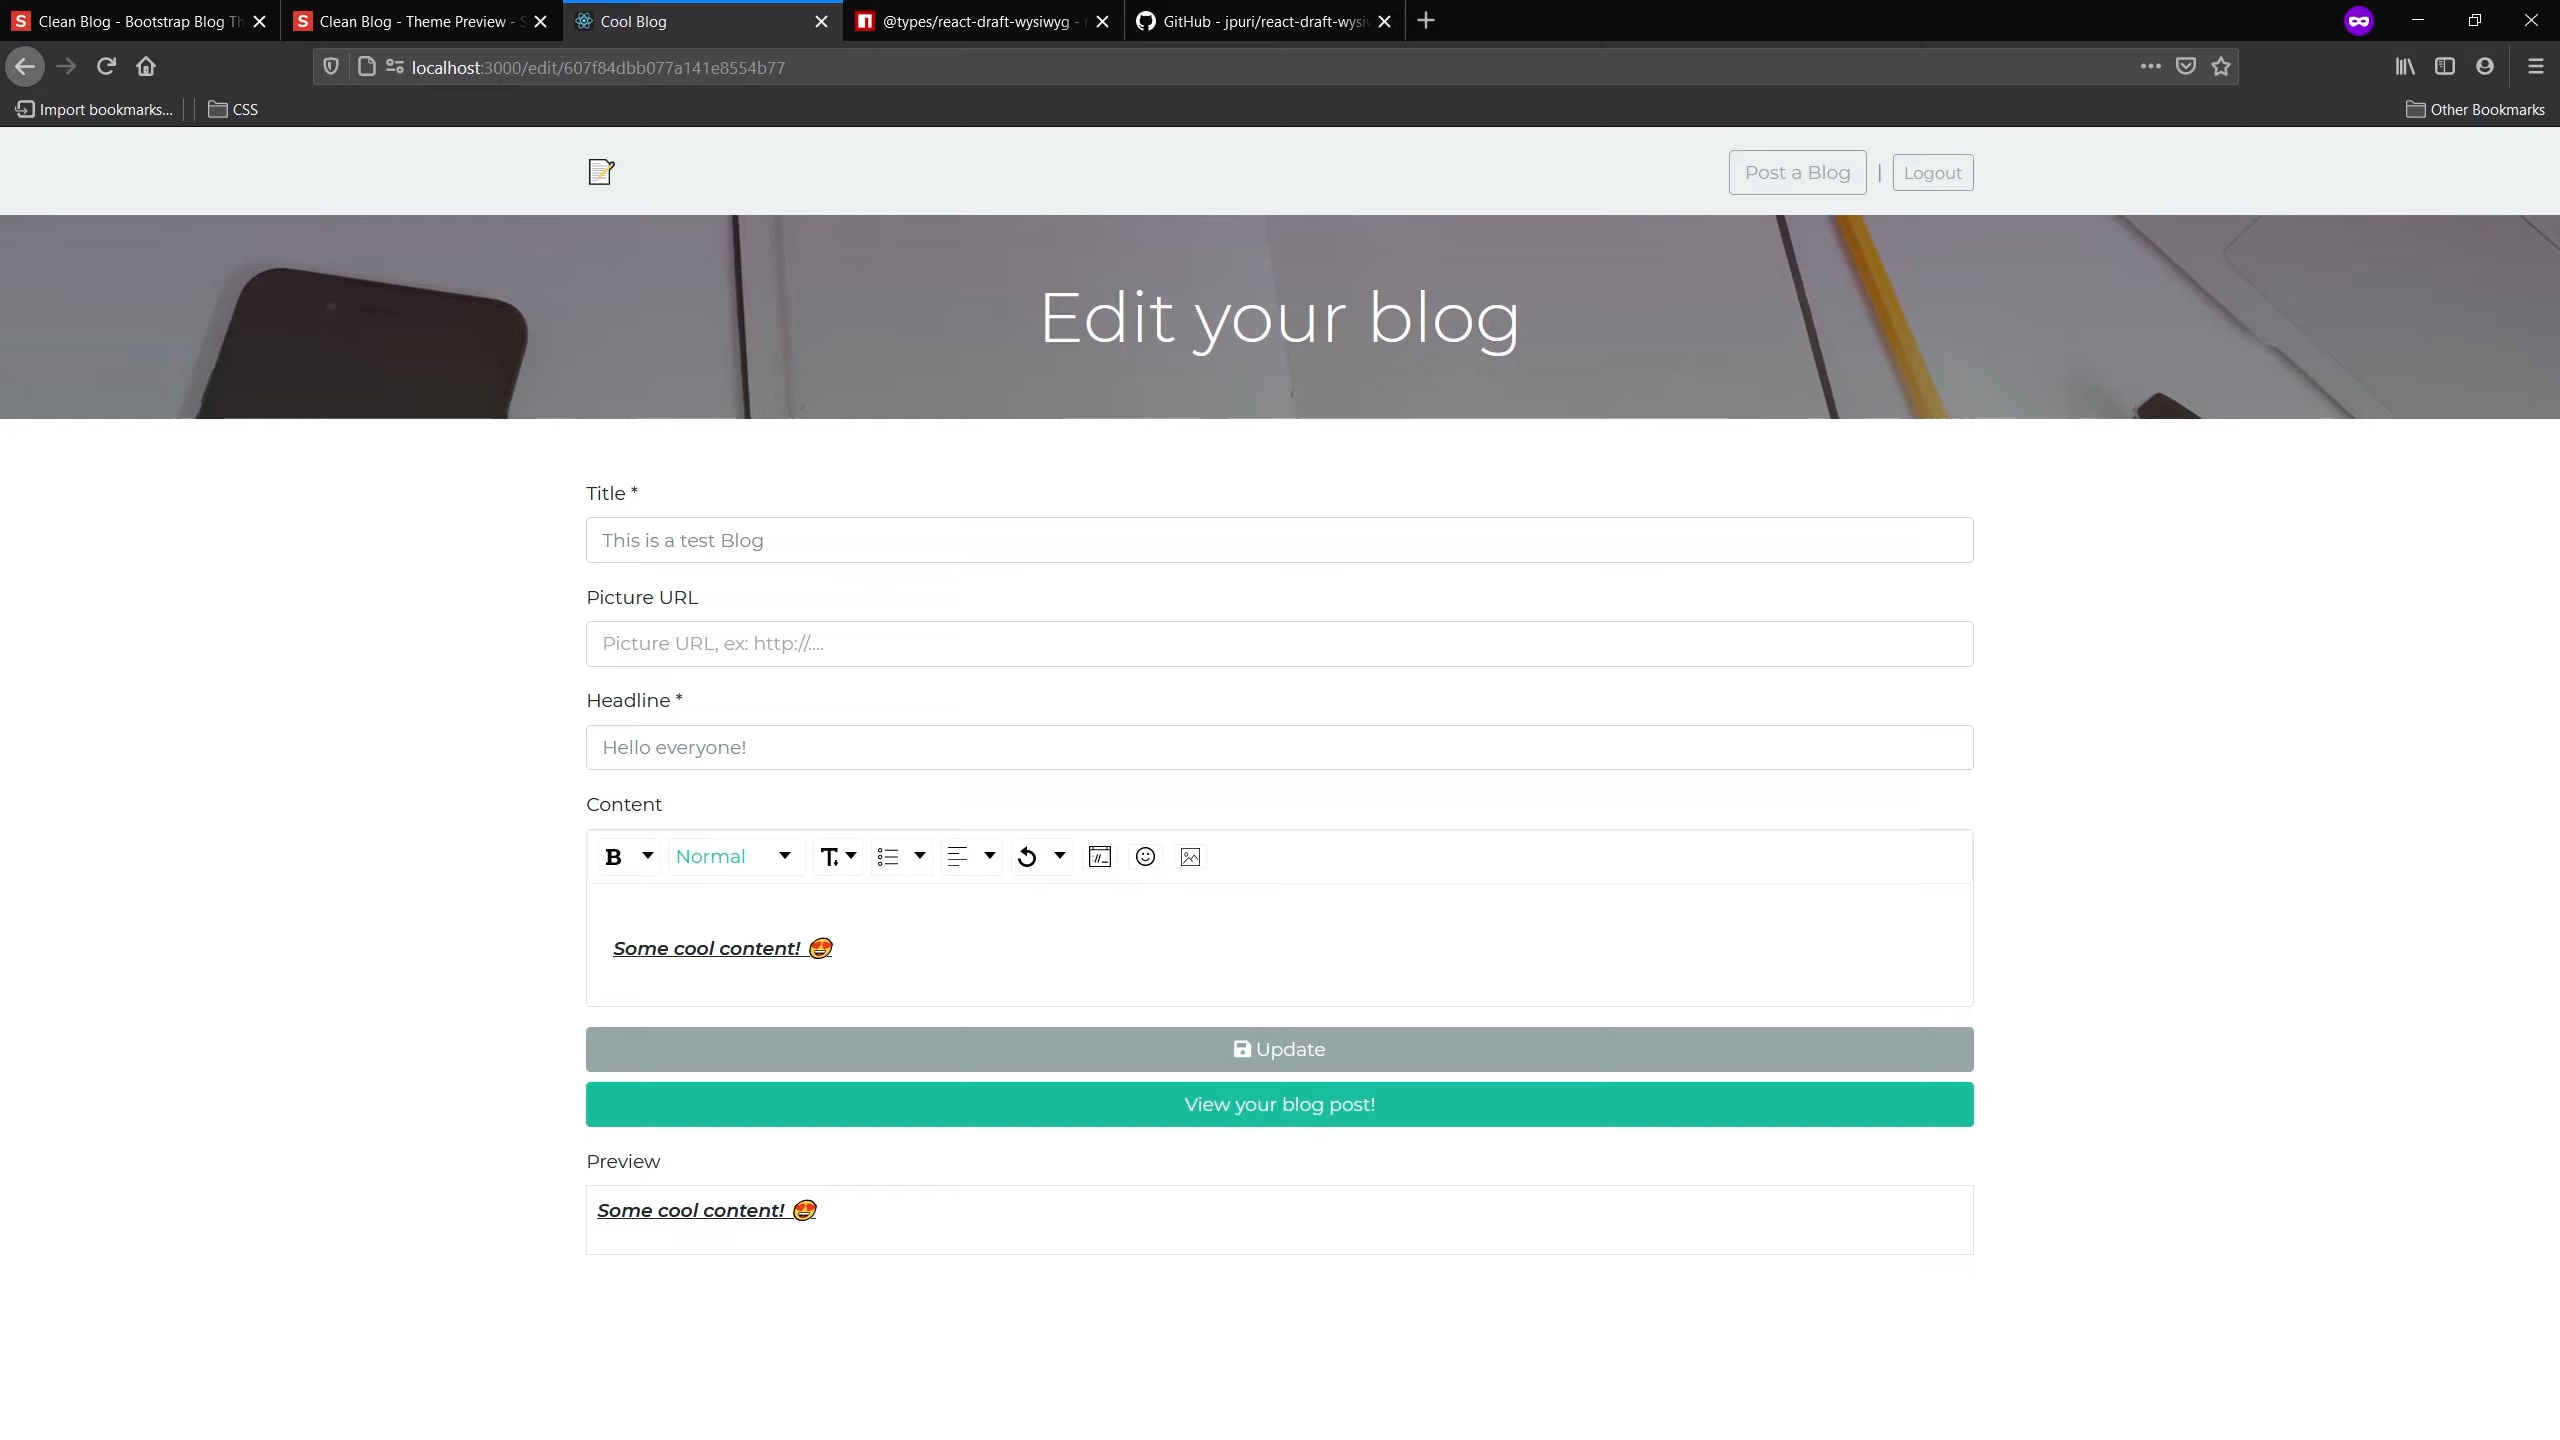 Clean Blog - Bootstrap Blog Th
Clean Blog - Theme Preview - S
Cool Blog
@types/react-draft-wysiwyg -
GitHub - jpuri/react-draft-wysi
localhost:3000/edit/607f84dbb077a141e8554b77
Import bookmarks...
CSS
Other Bookmarks
Post a Blog | Logout
Edit your blog
Title *
This is a test Blog
Picture URL
Picture URL, ex: http://....
Headline *
Hello everyone!
Content
B Normal
Some cool content! 😍
Update
View your blog post!
Preview
Some cool content! 😍